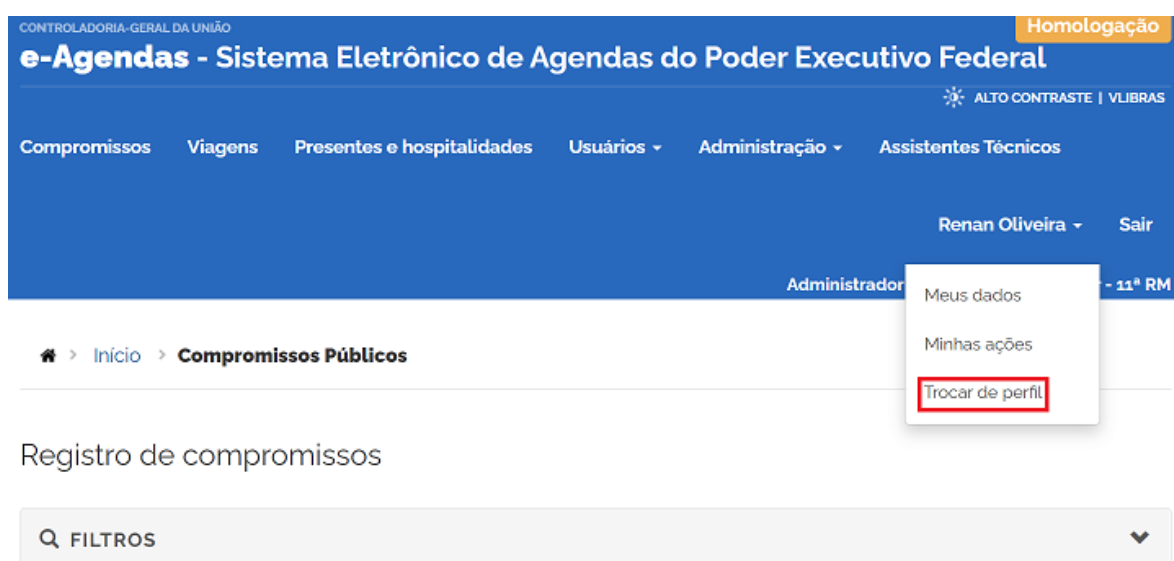 CONTROLADORIA-GERAL DA UNIÃO
Homologação
e-Agendas - Sistema Eletrônico de Agendas do Poder Executivo Federal
ALTO CONTRASTE | VLIBRAS
Compromissos Viagens Presentes e hospitalidades Usuários Administração Assistentes Técnicos
Renan Oliveira Sair
Administrador - 11ª RM
Meus dados
Minhas ações
Trocar de perfil
> Início > Compromissos Públicos
Registro de compromissos
FILTROS